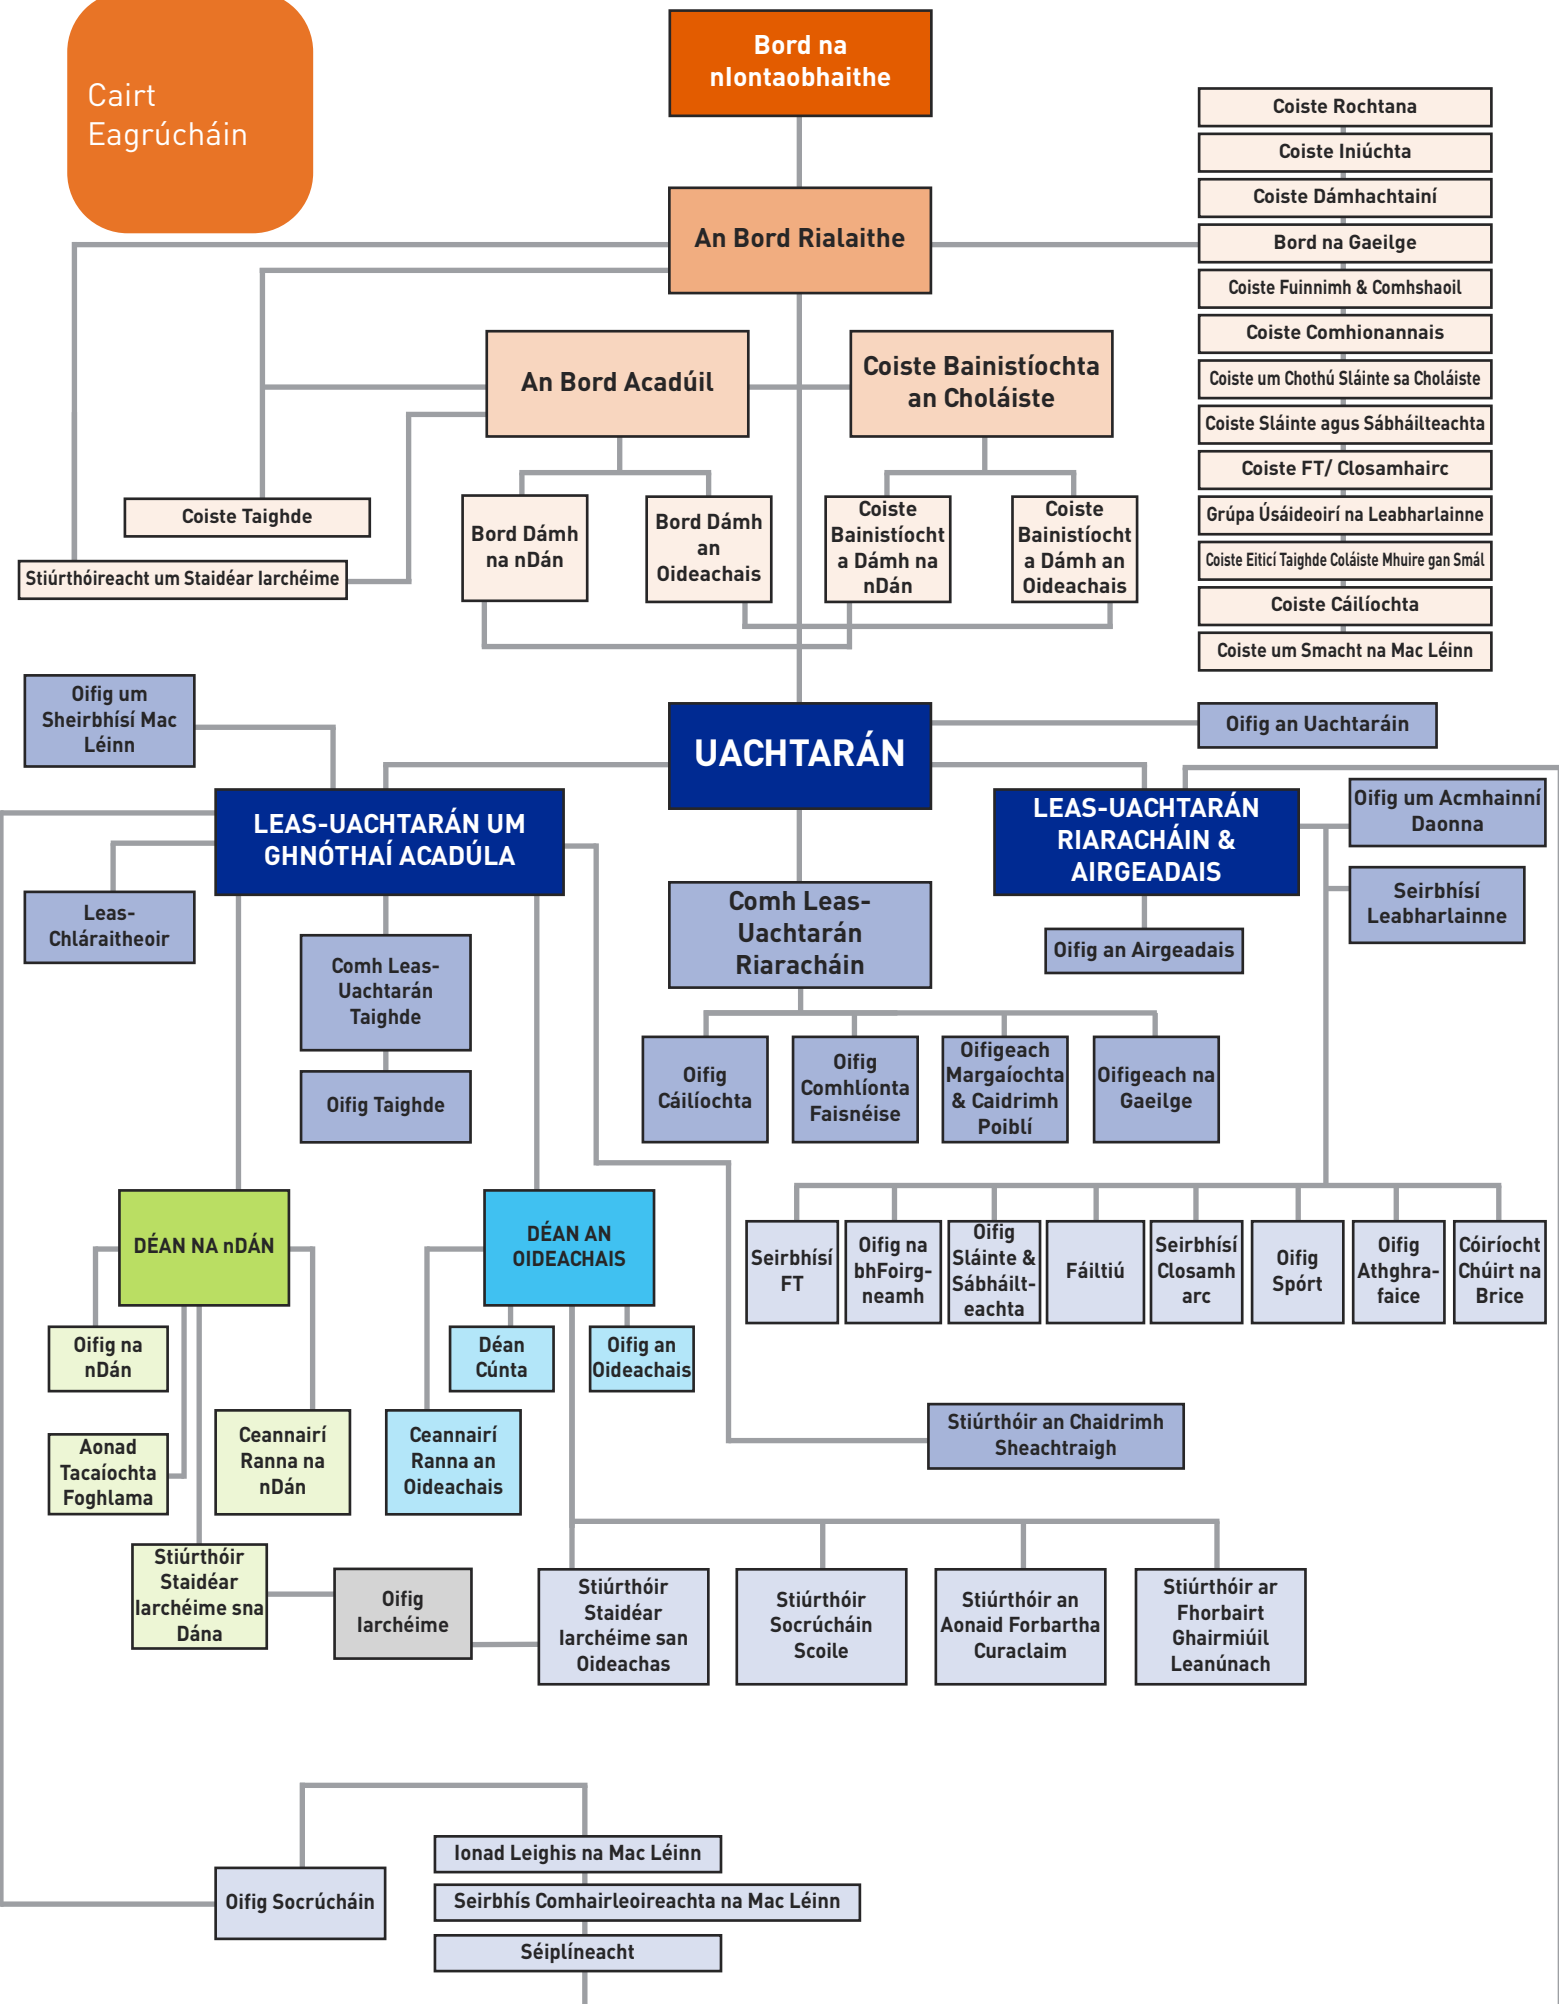 Cairt
Eagrúcháin
Bord na
nIontaobhaithe
An Bord Rialaithe
Coiste Rochtana
Coiste Iniúchta
Coiste Dámhachtainí
Bord na Gaeilge
Coiste Fuinnimh & Comhshaoil
Coiste Comhionannais
Coiste um Chothú Sláinte sa Choláiste
Coiste Sláinte agus Sábháilteachta
Coiste FT/ Closamhairc
Grúpa Úsáideoirí na Leabharlainne
Coiste Eiticí Taighde Coláiste Mhuire gan Smál
Coiste Cáilíochta
Coiste um Smacht na Mac Léinn
An Bord Acadúil
Coiste Bainistíochta
an Choláiste
Coiste Taighde
Stiúrthóireacht um Staidéar Iarchéime
Bord Dámh
na nDán
Bord Dámh
an
Oideachais
Coiste
Bainistíocht
a Dámh na
nDán
Coiste
Bainistíocht
a Dámh an
Oideachais
Oifig um
Sheirbhísí Mac
Léinn
UACHTARÁN
Oifig an Uachtaráin
LEAS-UACHTARÁN UM
GHNÓTHAÍ ACADÚLA
LEAS-UACHTARÁN
RIARACHÁIN &
AIRGEADAIS
Oifig um Acmhainní
Daonna
Seirbhísí
Leabharlainne
Leas-
Chláraitheoir
Comh Leas-
Uachtarán
Taighde
Oifig Taighde
Comh Leas-
Uachtarán
Riaracháin
Oifig an Airgeadais
Oifig
Cáilíochta
Oifig
Comhlíonta
Faisnéise
Oifigeach
Margaíochta
& Caidrimh
Poiblí
Oifigeach na
Gaeilge
DÉAN NA nDÁN
DÉAN AN
OIDEACHAIS
Seirbhísí
FT
Oifig na
bhFoirg-
neamh
Oifig
Sláinte &
Sábháilt-
eachta
Fáiltiú
Seirbhísí
Closamh
arc
Oifig
Spórt
Oifig
Athghra-
faice
Cóiríocht
Chúirt na
Brice
Oifig na
nDán
Déan
Cúnta
Oifig an
Oideachais
Aonad
Tacaíochta
Foghlama
Ceannairí
Ranna na
nDán
Ceannairí
Ranna an
Oideachais
Stiúrthóir an Chaidrimh
Sheachtraigh
Stiúrthóir
Staidéar
Iarchéime sna
Dána
Oifig
Iarchéime
Stiúrthóir
Staidéar
Iarchéime san
Oideachas
Stiúrthóir
Socrúcháin
Scoile
Stiúrthóir an
Aonaid Forbartha
Curaclaim
Stiúrthóir ar
Fhorbairt
Ghairmiúil
Leanúnach
Oifig Socrúcháin
Ionad Leighis na Mac Léinn
Seirbhís Comhairleoireachta na Mac Léinn
Séiplíneacht